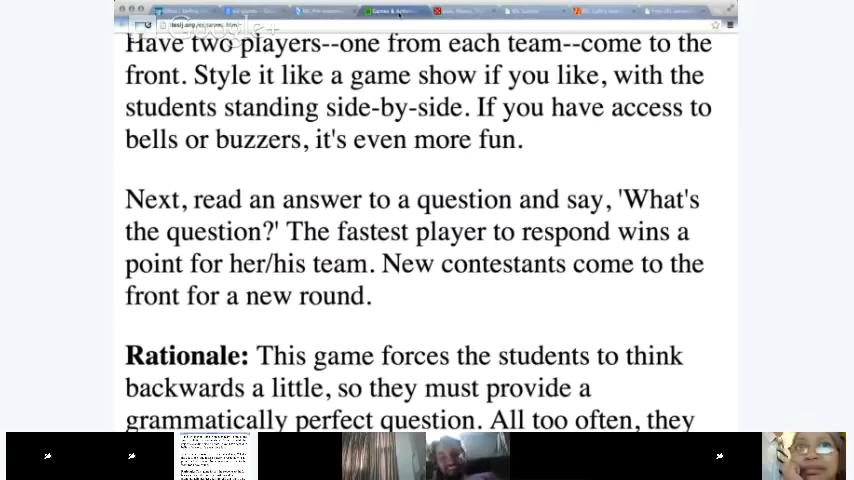 Games &
Google+
Have two players--one from each team--come to the
front. Style it like a game show if you like, with the
students standing side-by-side. If you have access to
bells or buzzers, it's even more fun.
Next, read an answer to a question and say, 'What's
the question?' The fastest player to respond wins a
point for her/his team. New contestants come to the
front for a new round.
Rationale: This game forces the students to think
backwards a little, so they must provide a
grammatically perfect question. All too often, they